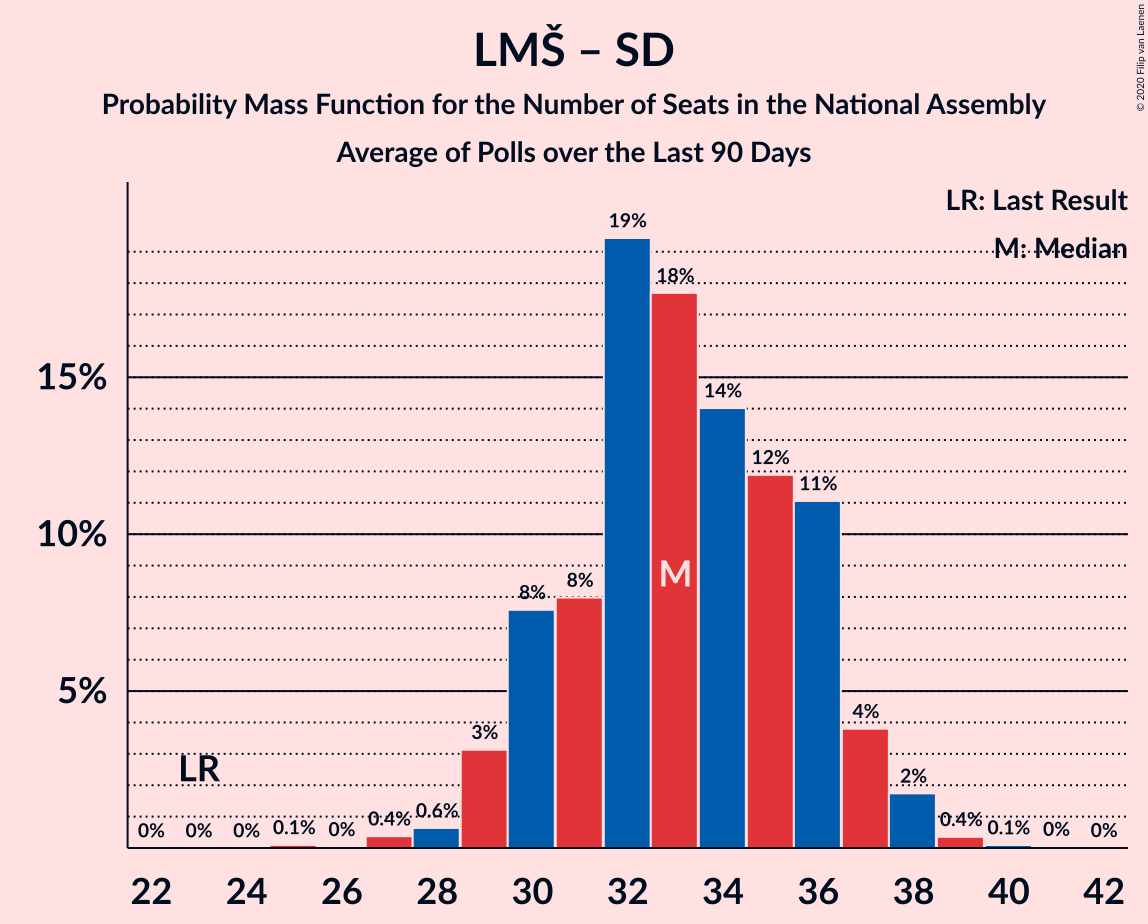 © 2020 Filip van Laenen
LMŠ – SD
Probability Mass Function for the Number of Seats in the National Assembly
Average of Polls over the Last 90 Days
LR: Last Result
M: Median
15%
10%
5%
0% 0% 0% 0.1% 0% 0.4% 0.6% 3% 8% 8% 19% 18% 14% 12% 11% 4% 2% 0.4% 0.1% 0% 0%
LR
M
22 24 26 28 30 32 34 36 38 40 42